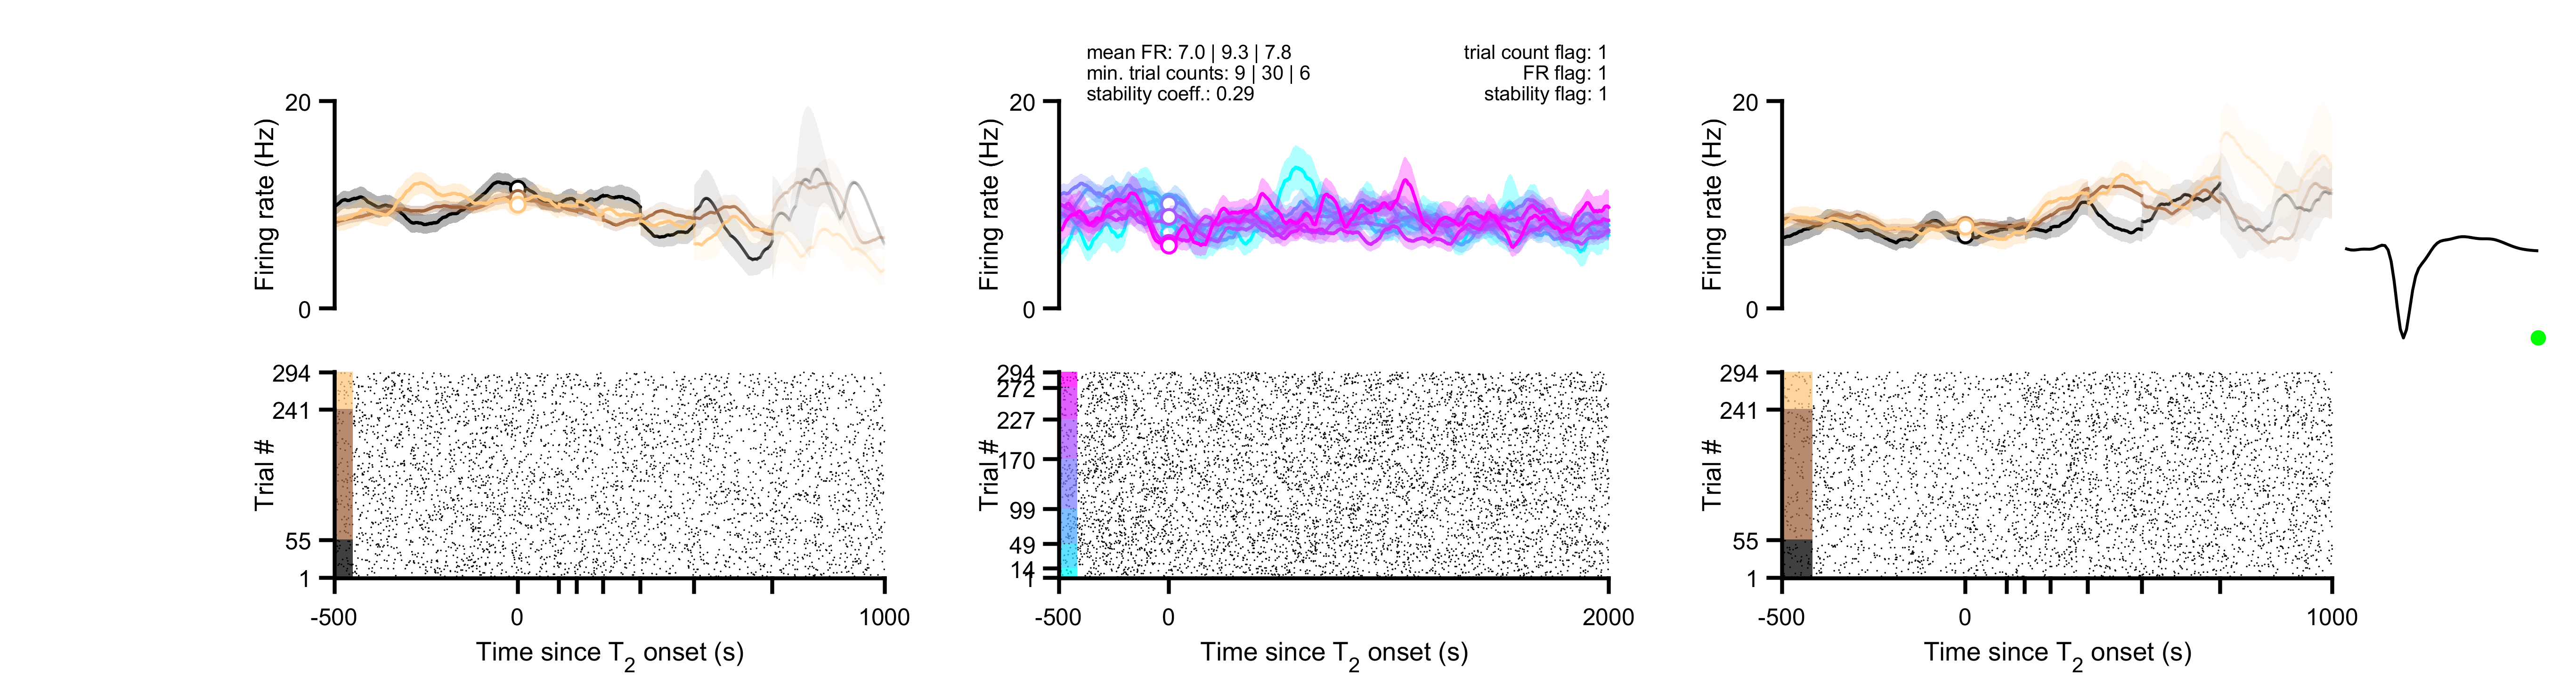 mean FR: 7.0 | 9.3 | 7.8
min. trial counts: 9 | 30 | 6
stability coeff.: 0.29
trial count flag: 1
FR flag: 1
stability flag: 1
Firing rate (Hz)
20
0
Trial #
294
241
55
1
-500
0
1000
Time since T2 onset (s)
Firing rate (Hz)
20
0
Trial #
294
272
227
170
99
49
14
1
-500
0
2000
Time since T2 onset (s)
Firing rate (Hz)
20
0
Trial #
294
241
55
1
-500
0
1000
Time since T2 onset (s)